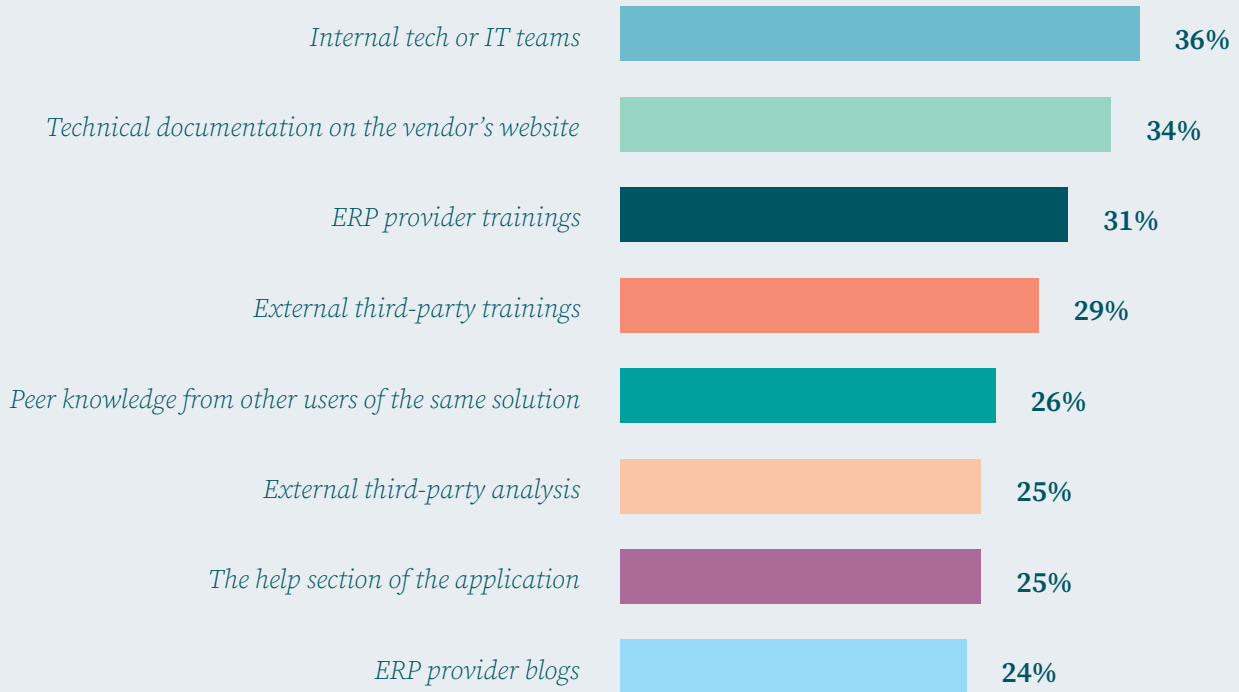 Internal tech or IT teams 36%
Technical documentation on the vendor’s website 34%
ERP provider trainings 31%
External third-party trainings 29%
Peer knowledge from other users of the same solution 26%
External third-party analysis 25%
The help section of the application 25%
ERP provider blogs 24%